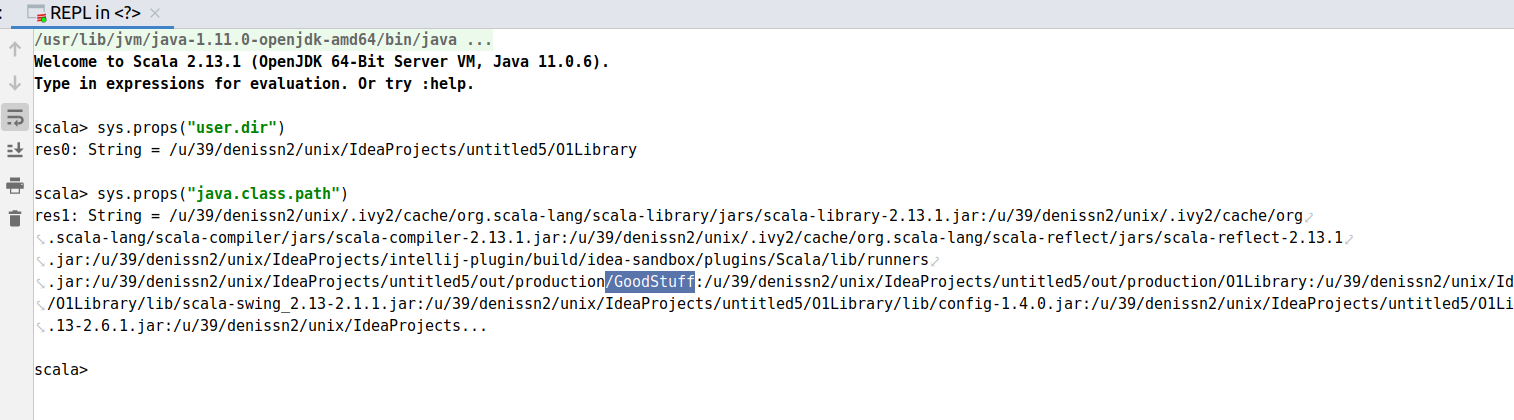 :
REPL in <?>
/usr/lib/jvm/java-1.11.0-openjdk-amd64/bin/java ...
Welcome to Scala 2.13.1 (OpenJDK 64-Bit Server VM, Java 11.0.6).
Type in expressions for evaluation. Or try :help.
scala> sys.props("user.dir")
res0: String = /u/39/denissn2/unix/IdeaProjects/untitled5/O1Library
scala> sys.props("java.class.path")
res1: String = /u/39/denissn2/unix/.ivy2/cache/org.scala-lang/scala-library/jars/scala-library-2.13.1.jar:/u/39/denissn2/unix/.ivy2/cache/org
.scala-lang/scala-compiler/jars/scala-compiler-2.13.1.jar:/u/39/denissn2/unix/.ivy2/cache/org.scala-lang/scala-reflect/jars/scala-reflect-2.13.1
.jar:/u/39/denissn2/unix/IdeaProjects/intellij-plugin/build/idea-sandbox/plugins/Scala/lib/runners
.jar:/u/39/denissn2/unix/IdeaProjects/untitled5/out/production/GoodStuff:/u/39/denissn2/unix/IdeaProjects/untitled5/out/production/O1Library:/u/39/denissn2/unix/Id
/O1Library/lib/scala-swing_2.13-2.1.1.jar:/u/39/denissn2/unix/IdeaProjects/untitled5/O1Library/lib/config-1.4.0.jar:/u/39/denissn2/unix/IdeaProjects/untitled5/O1Li
.13-2.6.1.jar:/u/39/denissn2/unix/IdeaProjects...
scala>